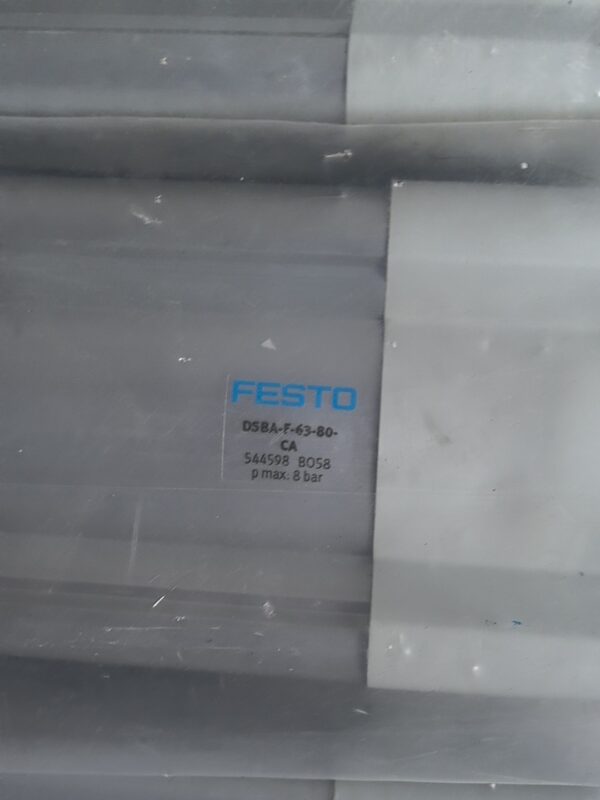 FESTO
DSBA-F-63-80-
CA
544598 BO58
p max: 8 bar